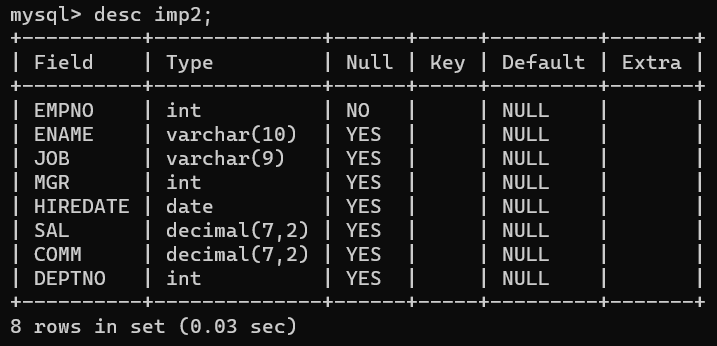 mysql> desc imp2;
+----------+--------------+------+-----+---------+-------+
| Field    | Type         | Null | Key | Default | Extra |
+----------+--------------+------+-----+---------+-------+
| EMPNO    | int          | NO   |     | NULL    |       |
| ENAME    | varchar(10)  | YES  |     | NULL    |       |
| JOB      | varchar(9)   | YES  |     | NULL    |       |
| MGR      | int          | YES  |     | NULL    |       |
| HIREDATE | date         | YES  |     | NULL    |       |
| SAL      | decimal(7,2) | YES  |     | NULL    |       |
| COMM     | decimal(7,2) | YES  |     | NULL    |       |
| DEPTNO   | int          | YES  |     | NULL    |       |
+----------+--------------+------+-----+---------+-------+
8 rows in set (0.03 sec)